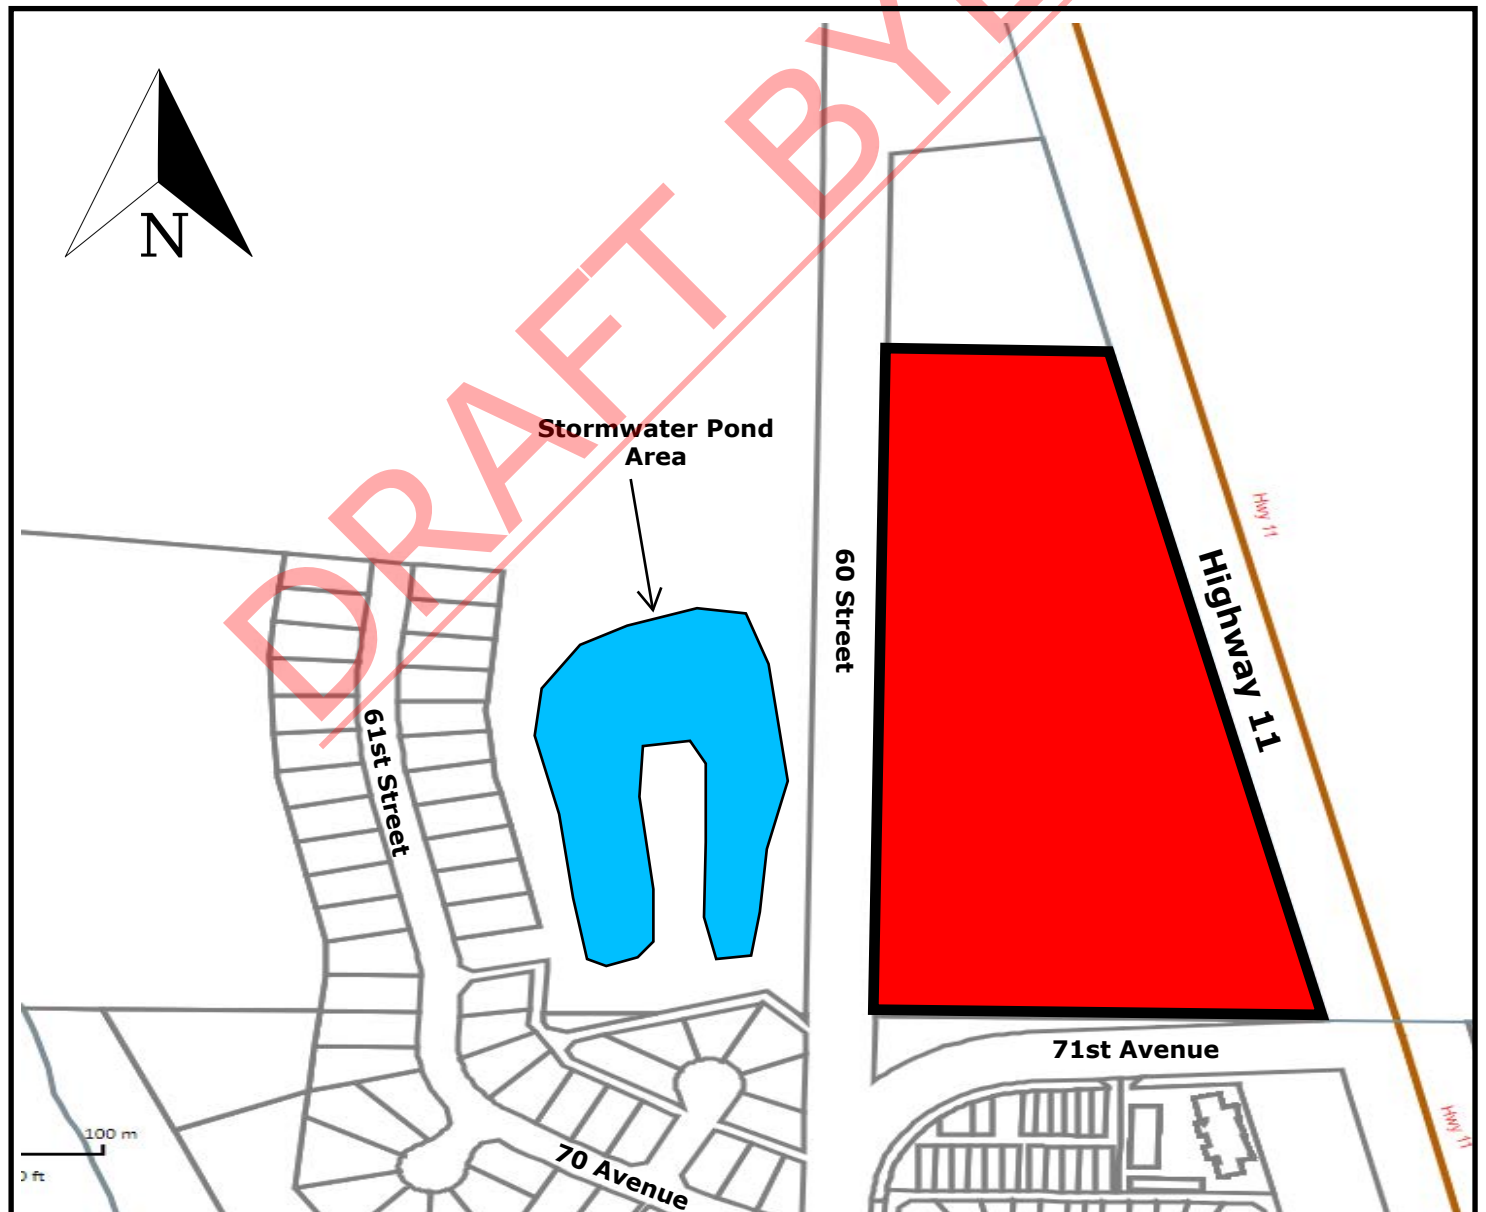 DRAFT BYL
N
Stormwater Pond
Area
60 Street
Hwy 11
Highway 11
61st Street
71st Avenue
100 m
ft
70 Avenue
Hwy 11